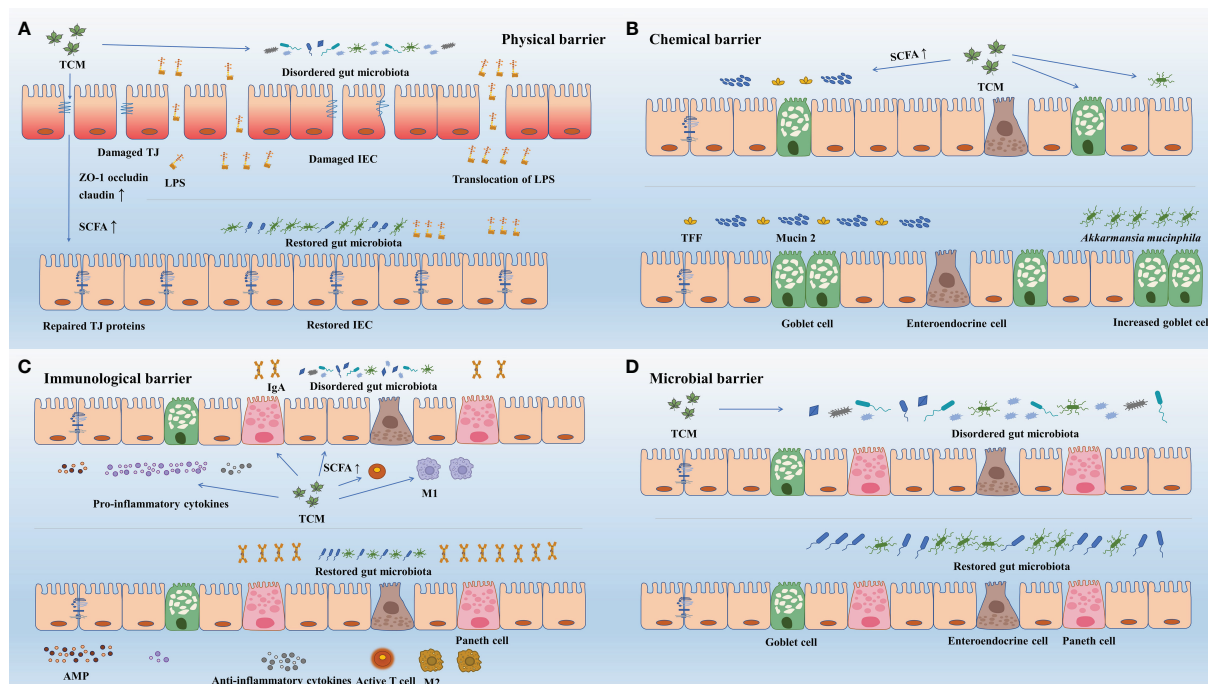 A
Physical barrier
TCM
Disordered gut microbiota
Damaged TJ
Damaged IEC
LPS
Translocation of LPS
ZO-1 occludin
claudin ↑
SCFA ↑
Restored gut microbiota
Repaired TJ proteins
Restored IEC
B
Chemical barrier
SCFA ↑
TCM
TFF
Mucin 2
Akkarmansia mucinphila
Goblet cell
Enteroendocrine cell
Increased goblet cel
C
Immunological barrier
IgA
Disordered gut microbiota
SCFA ↑
Pro-inflammatory cytokines
TCM
M1
Restored gut microbiota
Paneth cell
AMP
Anti-inflammatory cytokines
Active T cell
M2
D
Microbial barrier
TCM
Disordered gut microbiota
Restored gut microbiota
Goblet cell
Enteroendocrine cell
Paneth cell